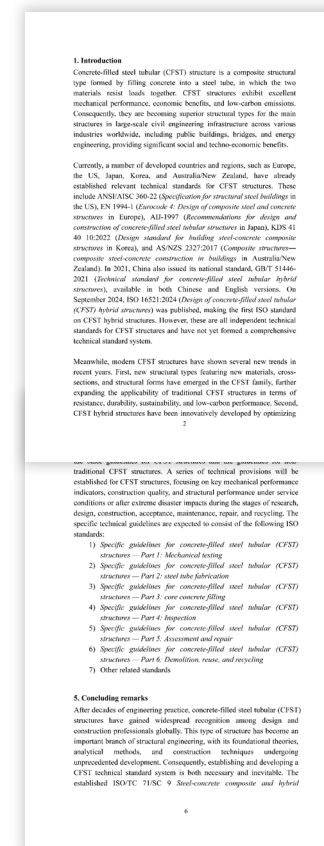 1. Introduction
Concrete-filled steel tubular (CFST) structure is a composite structural
type formed by filling concrete into a steel tube, in which the two
materials resist loads together. CFST structures exhibit excellent
mechanical performance, economic benefits, and low-carbon emissions.
Consequently, they are becoming superior structural types for the main
structures in large-scale civil engineering infrastructure across various
industries worldwide, including public buildings, bridges, and energy
engineering, providing significant social and techno-economic benefits.
Currently, a number of developed countries and regions, such as Europe,
the US, Japan, Korea, and Australia/New Zealand, have already
established relevant technical standards for CFST structures. These
include ANSI/AISC 360-22 (Specification for structural steel buildings in
the US), EN 1994-1 (Eurocode 4: Design of composite steel and concrete
structures in Europe), AIJ-1997 (Recommendations for design and
construction of concrete-filled steel tubular structures in Japan), KDS 41
40 10:2022 (Design standard for building steel-concrete composite
structures in Korea), and AS/NZS 2327:2017 (Composite structures—
composite steel-concrete construction in buildings in Australia/New
Zealand). In 2021, China also issued its national standard, GB/T 51446-
2021 (Technical standard for concrete-filled steel tubular hybrid
structures), available in both Chinese and English versions. On
September 2024, ISO 16521:2024 (Design of concrete-filled steel tubular
(CFST) hybrid structures) was published, making the first ISO standard
on CFST hybrid structures. However, these are all independent technical
standards for CFST structures and have not yet formed a comprehensive
technical standard system.
Meanwhile, modern CFST structures have shown several new trends in
recent years. First, new structural types featuring new materials, cross-
sections, and structural forms have emerged in the CFST family, further
expanding the applicability of traditional CFST structures in terms of
resistance, durability, sustainability, and low-carbon performance. Second,
CFST hybrid structures have been innovatively developed by optimizing
2
traditional CFST structures. A series of technical provisions will be
established for CFST structures, focusing on key mechanical performance
indicators, construction quality, and structural performance under service
conditions or after extreme disaster impacts during the stages of research,
design, construction, acceptance, maintenance, repair, and recycling. The
specific technical guidelines are expected to consist of the following ISO
standards:
1) Specific guidelines for concrete-filled steel tubular (CFST)
structures — Part 1: Mechanical testing
2) Specific guidelines for concrete-filled steel tubular (CFST)
structures — Part 2: steel tube fabrication
3) Specific guidelines for concrete-filled steel tubular (CFST)
structures — Part 3: core concrete filling
4) Specific guidelines for concrete-filled steel tubular (CFST)
structures — Part 4: Inspection
5) Specific guidelines for concrete-filled steel tubular (CFST)
structures — Part 5: Assessment and repair
6) Specific guidelines for concrete-filled steel tubular (CFST)
structures — Part 6: Demolition, reuse, and recycling
7) Other related standards
5. Concluding remarks
After decades of engineering practice, concrete-filled steel tubular (CFST)
structures have gained widespread recognition among design and
construction professionals globally. This type of structure has become an
important branch of structural engineering, with its foundational theories,
analytical methods, and construction techniques undergoing
unprecedented development. Consequently, establishing and developing a
CFST technical standard system is both necessary and inevitable. The
established ISO/TC 71/SC 9 Steel-concrete composite and hybrid
6